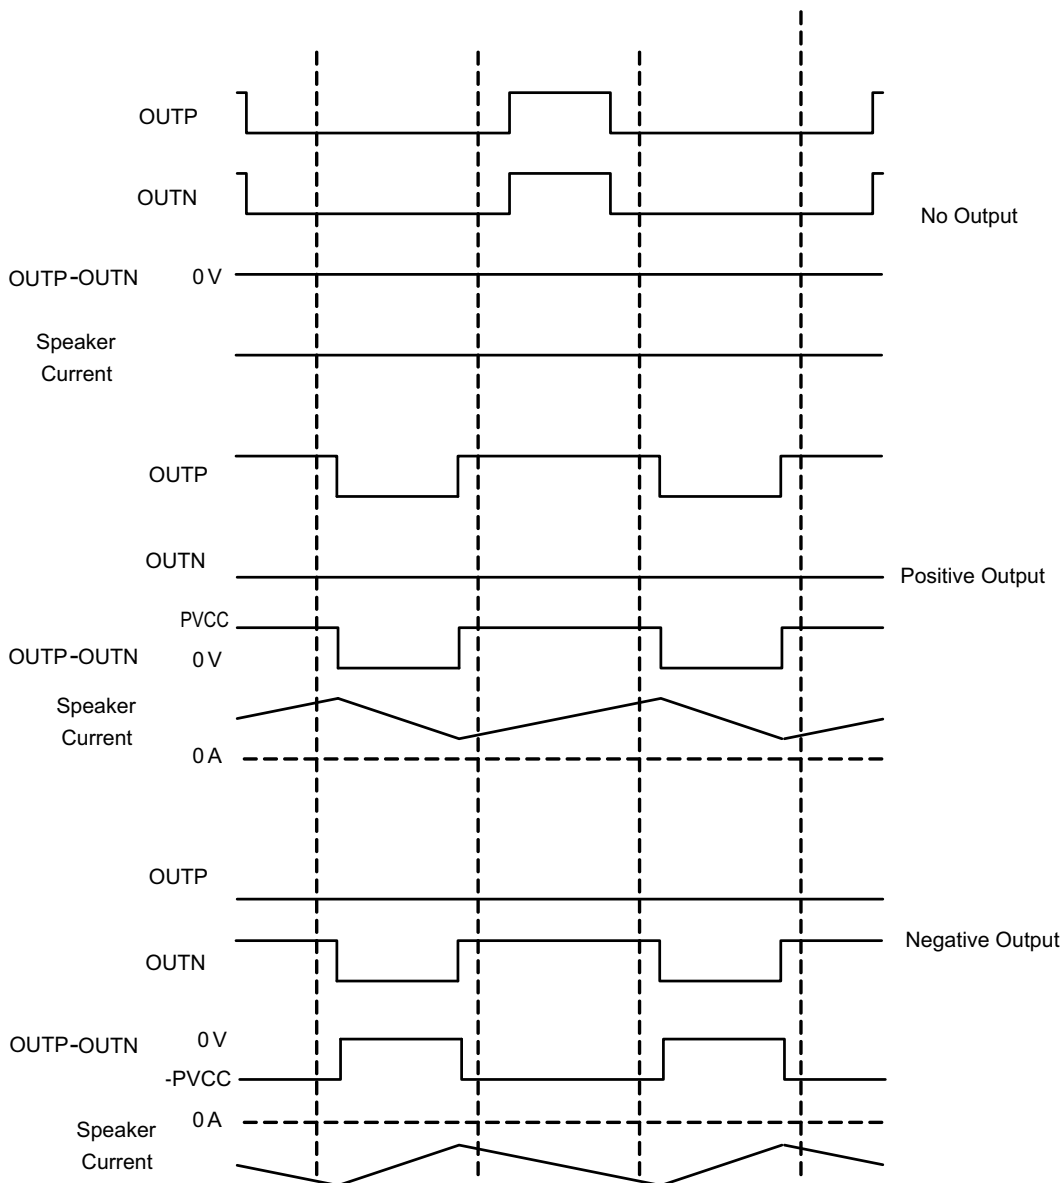 OUTP
OUTN
No Output
OUTP-OUTN 0 V
Speaker
Current
OUTP
OUTN
Positive Output
PVCC
OUTP-OUTN 0 V
Speaker
Current
0 A
OUTP
Negative Output
OUTN
OUTP-OUTN 0 V
-PVCC
0 A
Speaker
Current